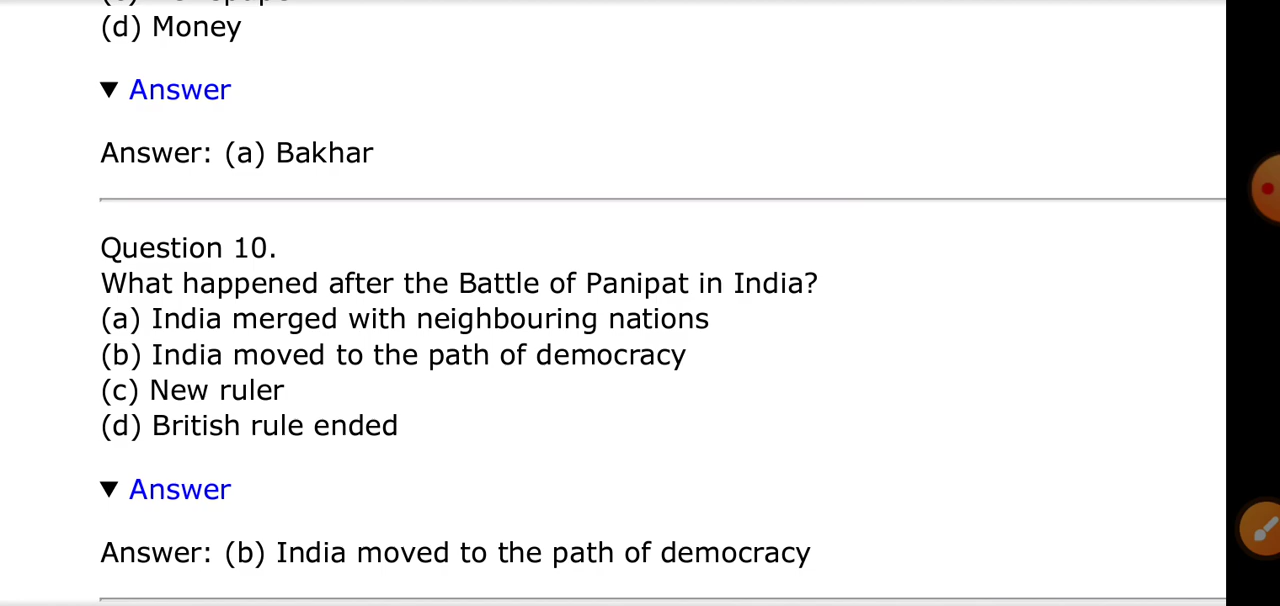 (d) Money
▼ Answer
Answer: (a) Bakhar
Question 10.
What happened after the Battle of Panipat in India?
(a) India merged with neighbouring nations
(b) India moved to the path of democracy
(c) New ruler
(d) British rule ended
▼ Answer
Answer: (b) India moved to the path of democracy